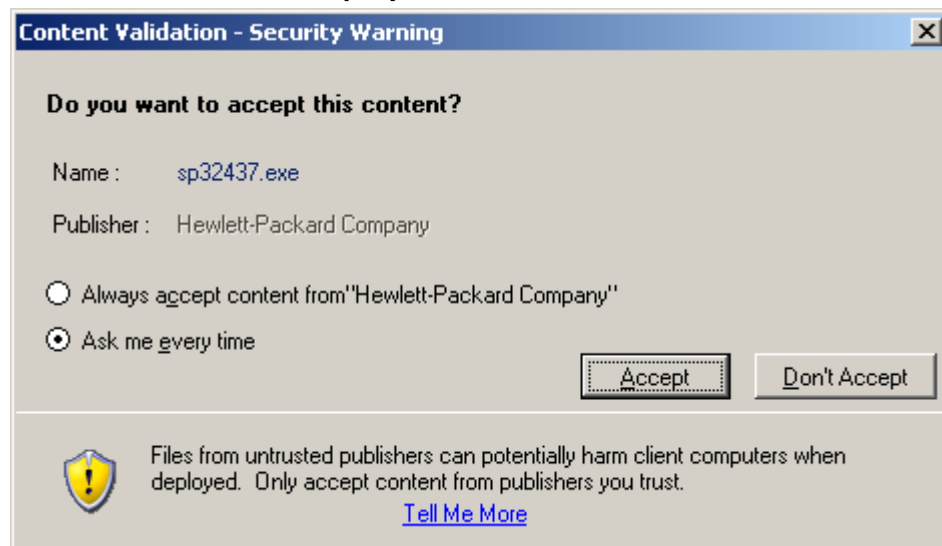 Content Validation - Security Warning
Do you want to accept this content?
Name : sp32437.exe
Publisher : Hewlett-Packard Company
Always accept content from"Hewlett-Packard Company"
Ask me every time
Accept Don't Accept
Files from untrusted publishers can potentially harm client computers when
deployed. Only accept content from publishers you trust.
Tell Me More